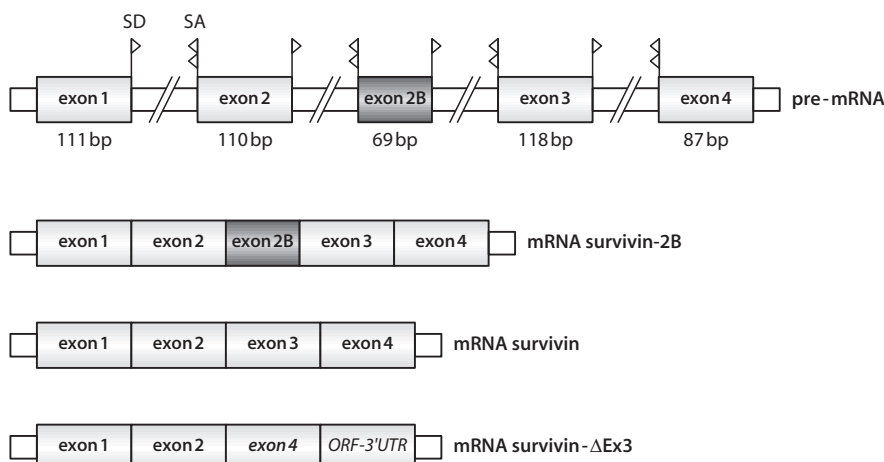 SD SA
exon 1 exon 2 exon 2B exon 3 exon 4 pre-mRNA
111 bp 110 bp 69 bp 118 bp 87 bp
exon 1 exon 2 exon 2B exon 3 exon 4 mRNA survivin-2B
exon 1 exon 2 exon 3 exon 4 mRNA survivin
exon 1 exon 2 exon 4 ORF-3'UTR mRNA survivin-ΔEx3